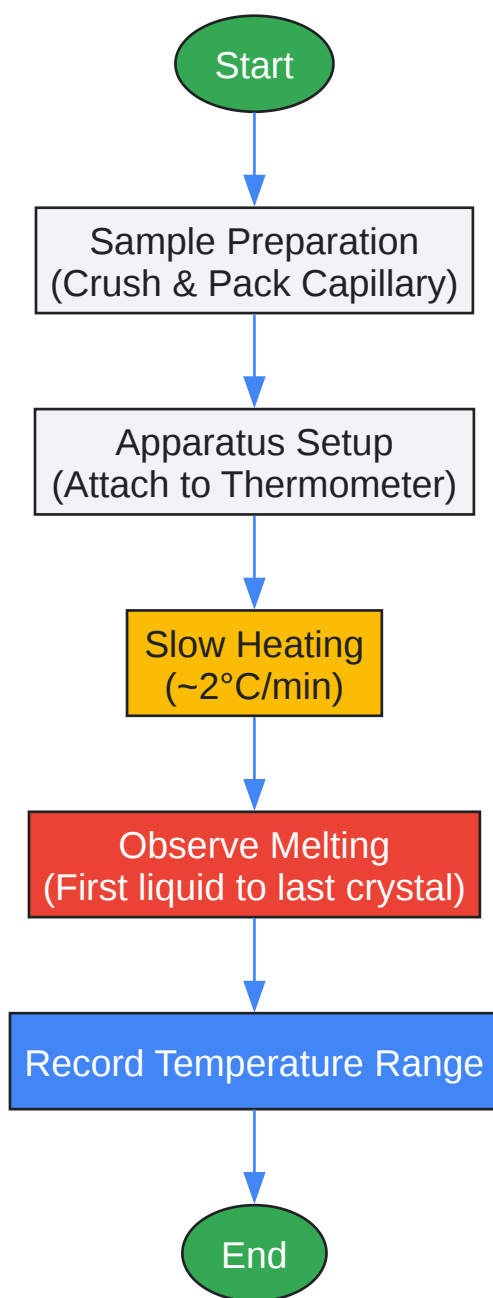 Start
Sample Preparation
(Crush & Pack Capillary)
Apparatus Setup
(Attach to Thermometer)
Slow Heating
(~2°C/min)
Observe Melting
(First liquid to last crystal)
Record Temperature Range
End